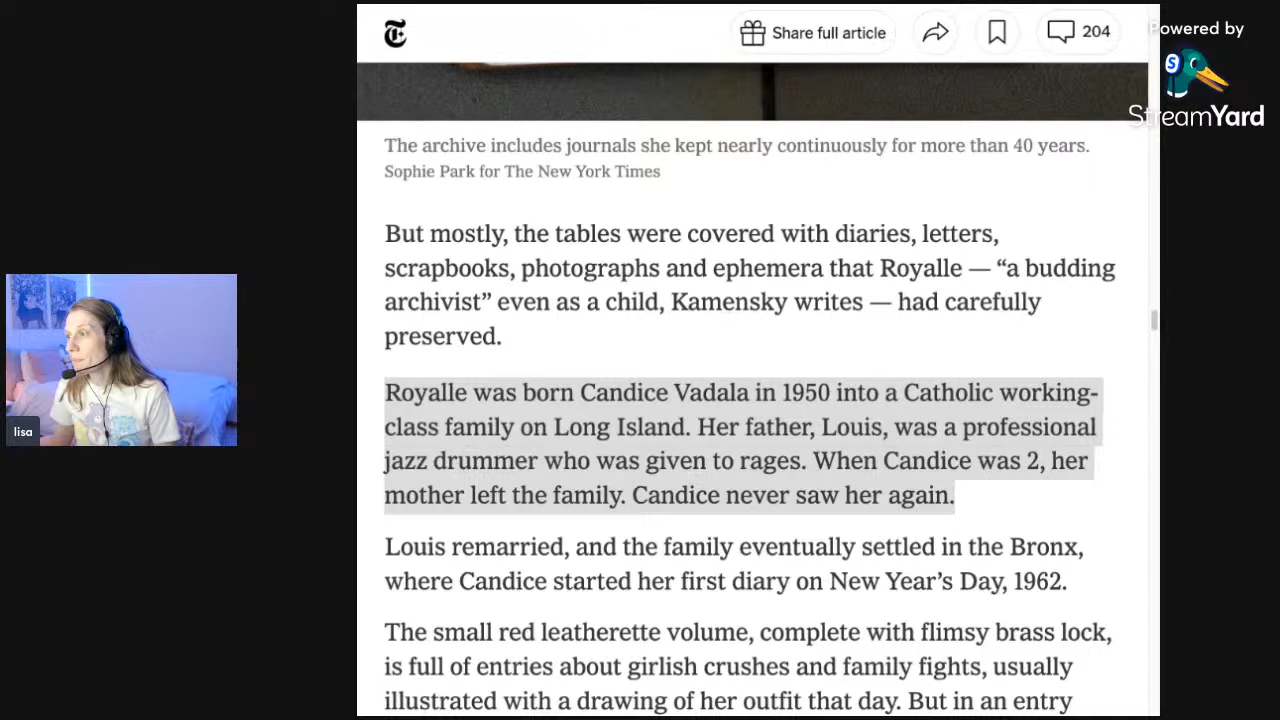 Share full article
204
Powered by
S
StreamYard
The archive includes journals she kept nearly continuously for more than 40 years.
Sophie Park for The New York Times
But mostly, the tables were covered with diaries, letters,
scrapbooks, photographs and ephemera that Royalle — “a budding
archivist” even as a child, Kamensky writes — had carefully
preserved.
Royalle was born Candice Vadala in 1950 into a Catholic working-
class family on Long Island. Her father, Louis, was a professional
jazz drummer who was given to rages. When Candice was 2, her
mother left the family. Candice never saw her again.
lisa
Louis remarried, and the family eventually settled in the Bronx,
where Candice started her first diary on New Year’s Day, 1962.
The small red leatherette volume, complete with flimsy brass lock,
is full of entries about girlish crushes and family fights, usually
illustrated with a drawing of her outfit that day. But in an entry